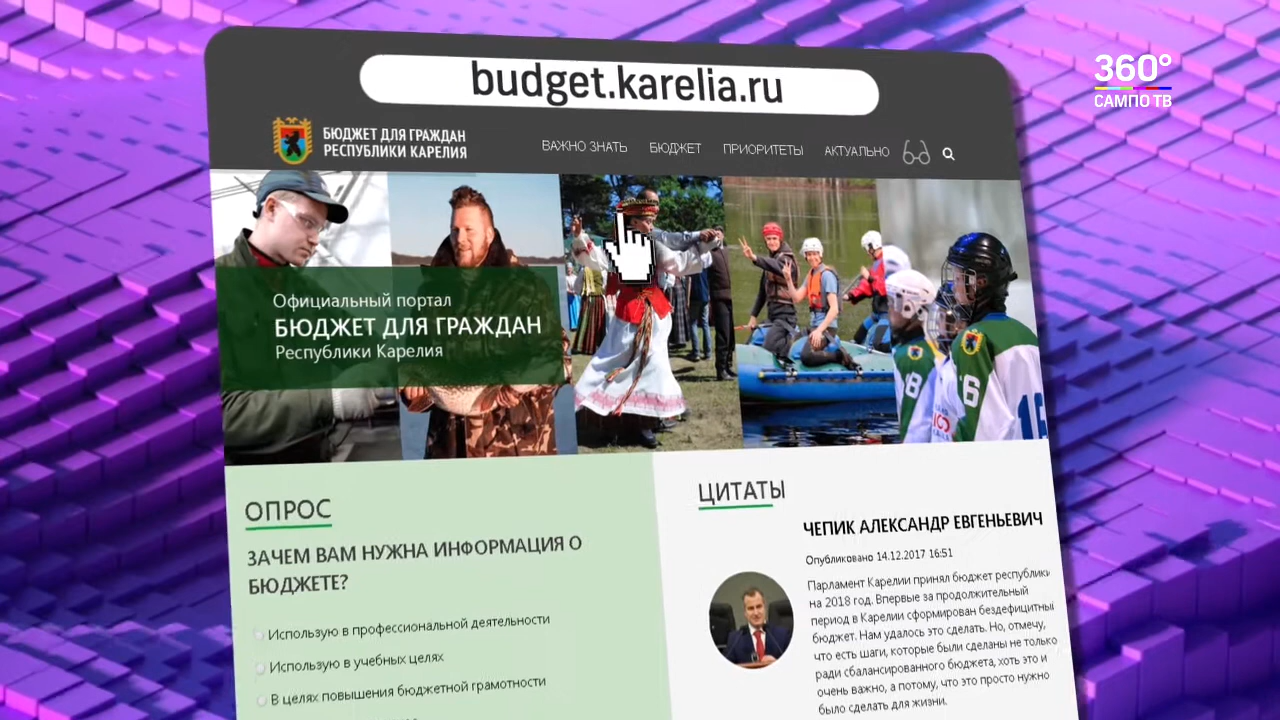 budget.karelia.ru
360°
САМПО ТВ
БЮДЖЕТ ДЛЯ ГРАЖДАН
РЕСПУБЛИКИ КАРЕЛИЯ
ВАЖНО ЗНАТЬ БЮДЖЕТ ПРИОРИТЕТЫ АКТУАЛЬНО
Официальный портал
БЮДЖЕТ ДЛЯ ГРАЖДАН
Республики Карелия
8
6
ОПРОС
ЗАЧЕМ ВАМ НУЖНА ИНФОРМАЦИЯ О
БЮДЖЕТЕ?
Использую в профессиональной деятельности
Использую в учебных целях
В целях повышения бюджетной грамотности
ЦИТАТЫ
ЧЕПИК АЛЕКСАНДР ЕВГЕНЬЕВИЧ
Опубликовано 14.12.2017 16:51
Парламент Карелии принял бюджет республики
на 2018 год. Впервые за продолжительный
период в Карелии сформирован бездефицитный
бюджет. Нам удалось это сделать. Но, отмечу,
что есть шаги, которые были сделаны не только
ради сбалансированного бюджета, хоть это и
очень важно, а потому, что это просто нужно
было сделать для жизни.